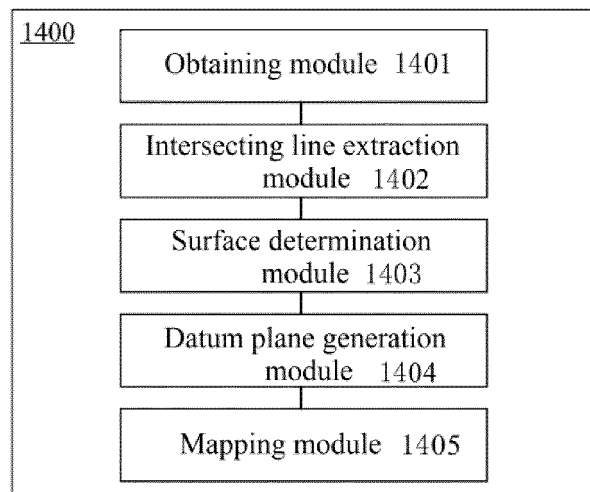 1400
Obtaining module 1401
Intersecting line extraction
module 1402
Surface determination
module 1403
Datum plane generation
module 1404
Mapping module 1405